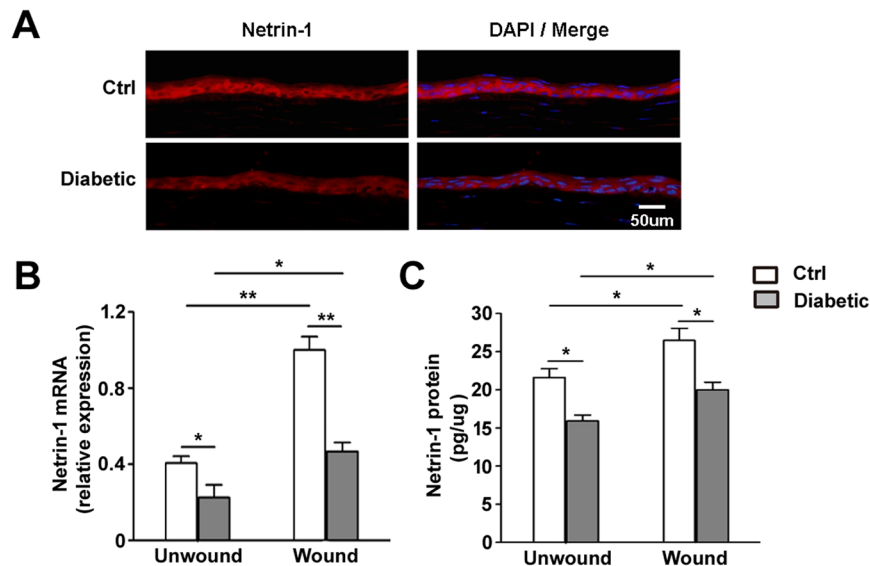 A
Netrin-1
DAPI / Merge
Ctrl
Diabetic
50um
B
Netrin-1 mRNA
(relative expression)
1.2
0.8
0.4
0
*
**
*
**
Unwound
Wound
C
Netrin-1 protein
(pg/ug)
30
25
20
15
10
5
0
*
*
*
*
Unwound
Wound
Ctrl
Diabetic